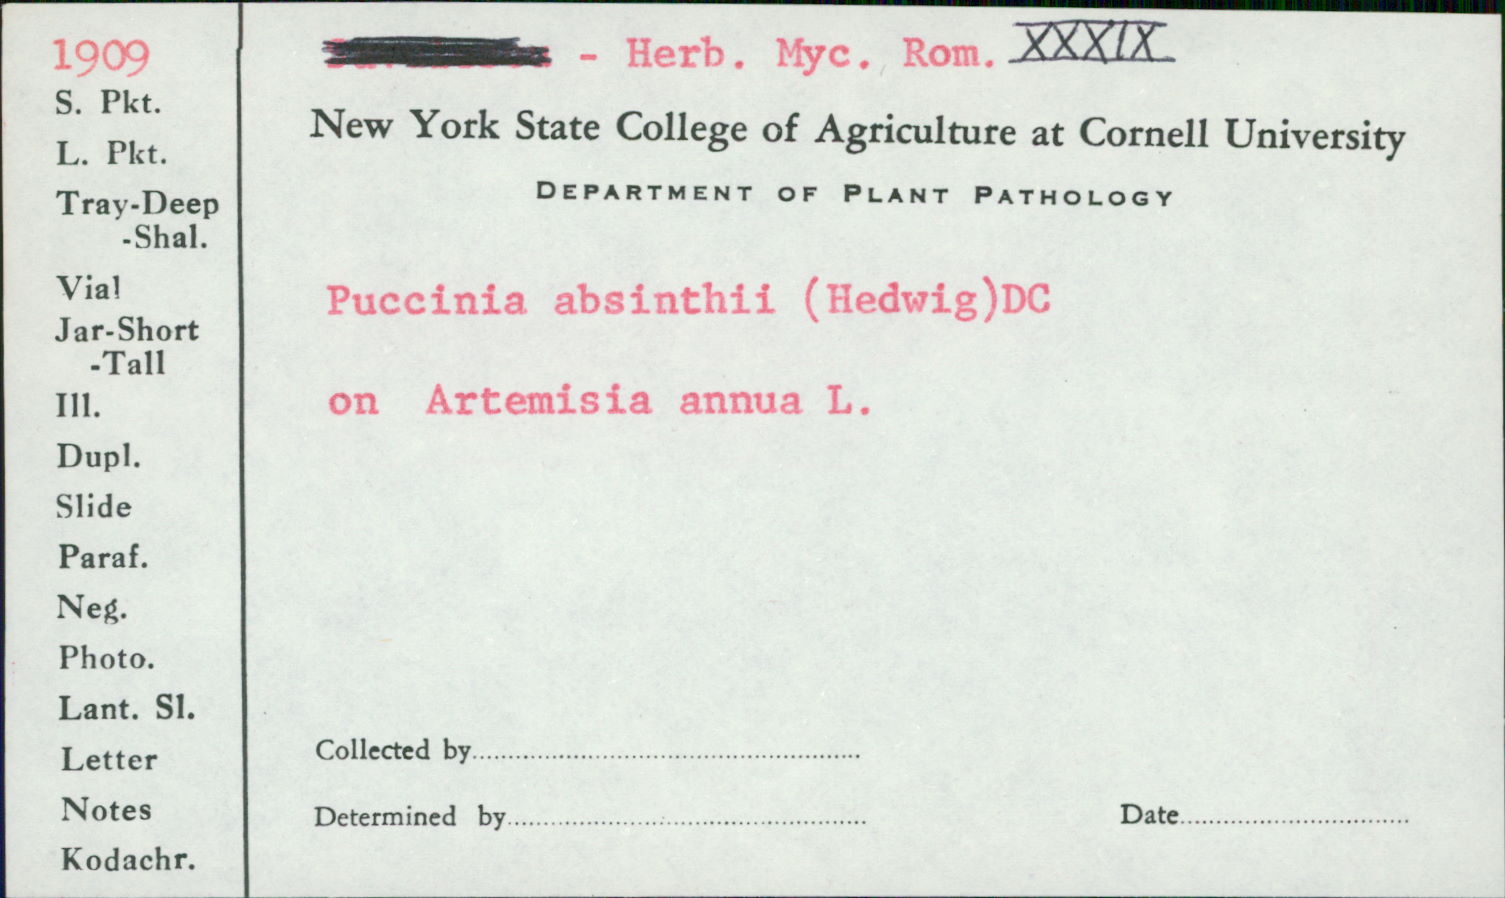 1909
S. Pkt.
L. Pkt.
Tray-Deep
-Shal.
Vial
Jar-Short
-Tall
Ill.
Dupl.
Slide
Paraf.
Neg.
Photo.
Lant. Sl.
Letter
Notes
Kodachr.
- Herb. Myc. Rom. XXXIX
New York State College of Agriculture at Cornell University
DEPARTMENT OF PLANT PATHOLOGY
Puccinia absinthii (Hedwig)DC
on Artemisia annua L.
Collected by
Determined by
Date